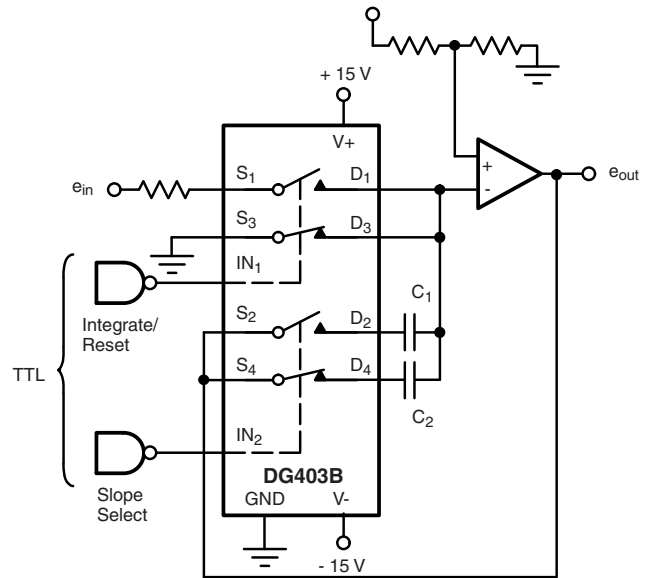 + 15 V
V+
e_in
S₁
D₁
+
-
e_out
S₃
D₃
IN₁
C₁
Integrate/
Reset
S₂
D₂
TTL
S₄
D₄
C₂
IN₂
DG403B
Slope
Select
GND
V-
- 15 V